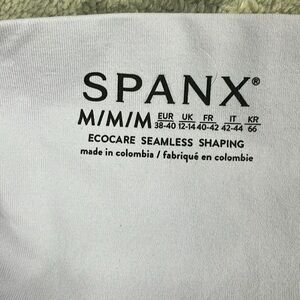 SPANX®
M/M/M EUR UK FR IT KR
38-40 12-14 40-42 42-44 66
ECOCARE SEAMLESS SHAPING
made in colombia / fabriqué en colombie